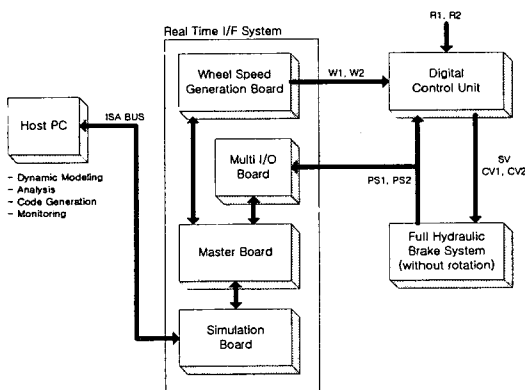 Real Time I/F System
R1, R2
Wheel Speed
Generation Board
W1, W2
Digital
Control Unit
Host PC
ISA BUS
- Dynamic Modeling
- Analysis
- Code Generation
- Monitoring
Multi I/O
Board
PS1, PS2
SV
CV1, CV2
Master Board
Full Hydraulic
Brake System
(without rotation)
Simulation
Board